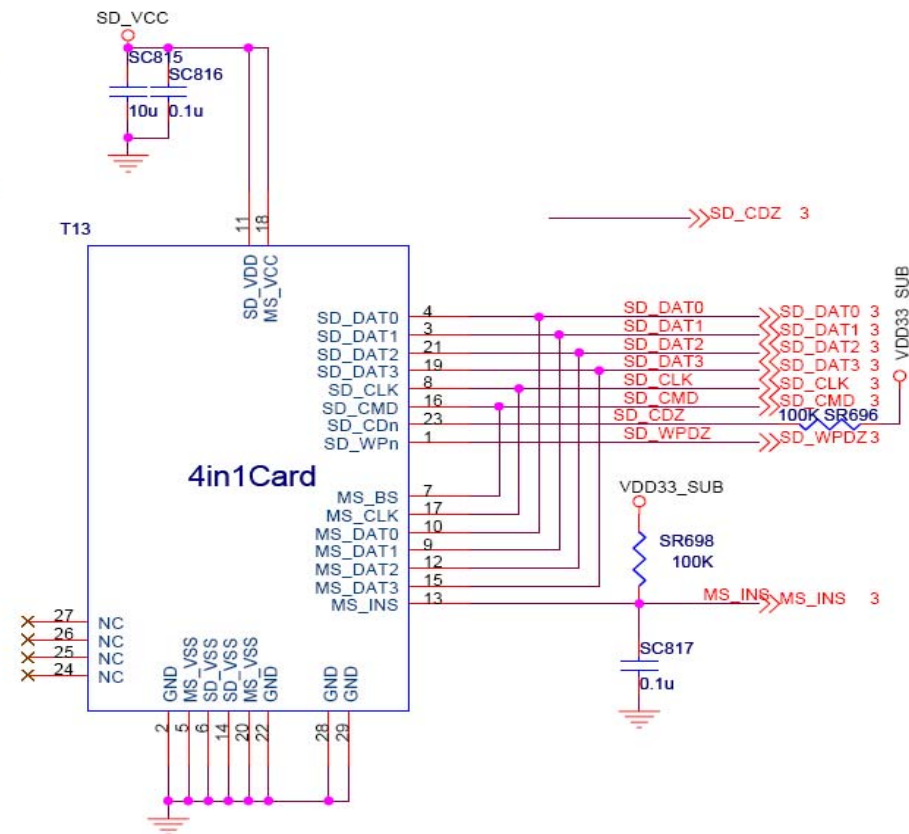 SD_VCC
SC815
SC816
10u 0.1u
T13
11
18
SD_VDD
MS_VCC
SD_CDZ 3
VDD33_SUB
SD_DAT0 4 SD_DAT0 SD_DAT0 3
SD_DAT1 3 SD_DAT1 SD_DAT1 3
SD_DAT2 21 SD_DAT2 SD_DAT2 3
SD_DAT3 19 SD_DAT3 SD_DAT3 3
SD_CLK 8 SD_CLK SD_CLK 3
SD_CMD 16 SD_CMD SD_CMD 3
SD_CDn 23 SD_CDZ 100K SR696
SD_WPn 1 SD_WPDZ SD_WPDZ 3
4in1Card
VDD33_SUB
MS_BS 7
MS_CLK 17
MS_DAT0 10
MS_DAT1 9
MS_DAT2 12
MS_DAT3 15
MS_INS 13
SR698
100K
MS_INS MS_INS 3
SC817
0.1u
27 NC
26 NC
25 NC
24 NC
GND
MS_VSS
SD_VSS
SD_VSS
MS_VSS
GND
GND
GND
2
5
6
14
20
22
28
29